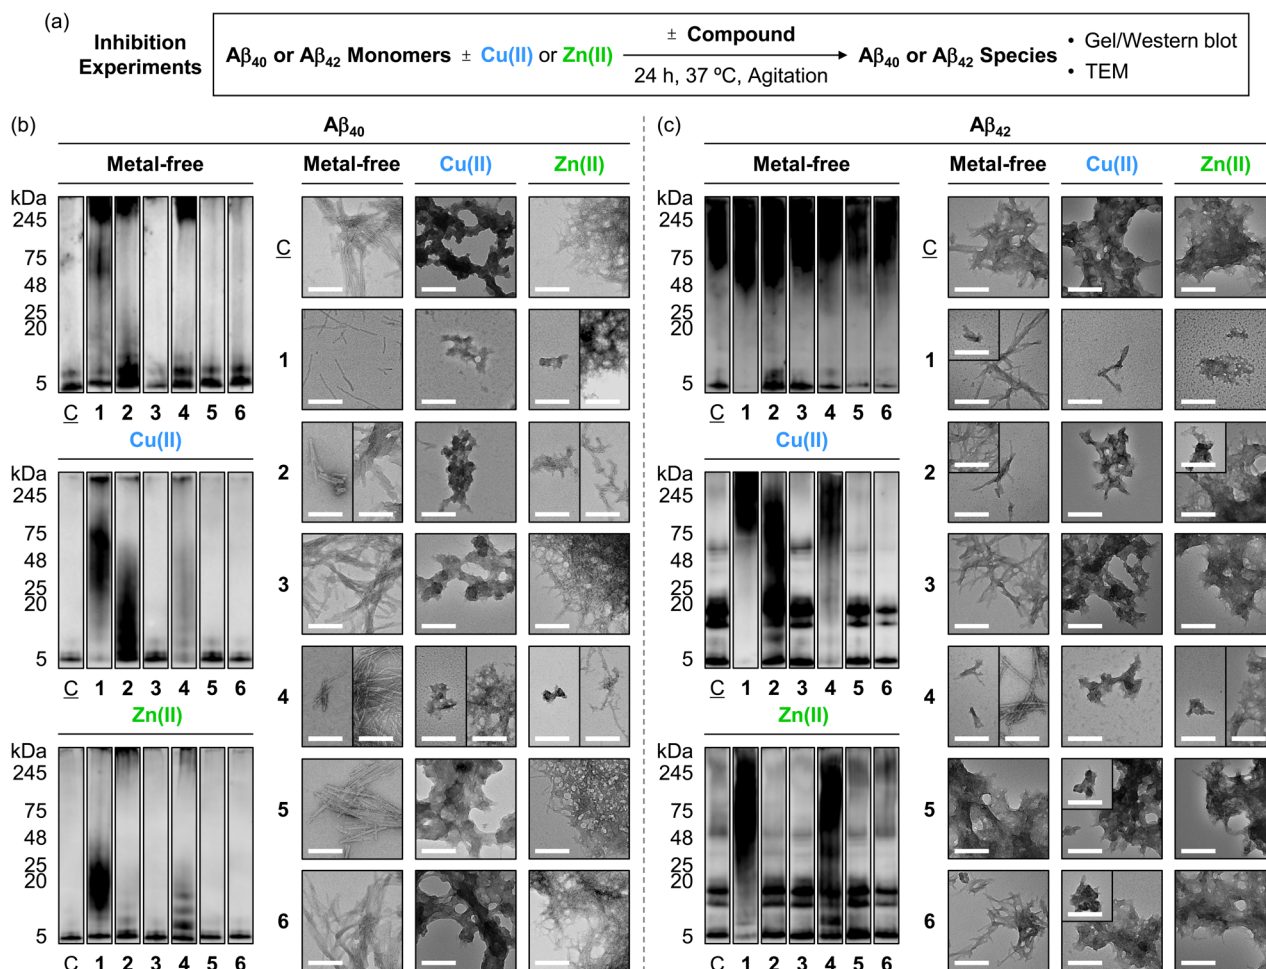 (a)
Inhibition
Experiments
Aβ40 or Aβ42 Monomers ± Cu(II) or Zn(II)
± Compound
24 h, 37 ºC, Agitation
Aβ40 or Aβ42 Species
• Gel/Western blot
• TEM
(b)
Aβ40
Metal-free
kDa
245
75
48
25
20
5
C 1 2 3 4 5 6
Cu(II)
kDa
245
75
48
25
20
5
C 1 2 3 4 5 6
Zn(II)
kDa
245
75
48
25
20
5
C 1 2 3 4 5 6
Metal-free Cu(II) Zn(II)
C
1
2
3
4
5
6
(c)
Aβ42
Metal-free
kDa
245
75
48
25
20
5
C 1 2 3 4 5 6
Cu(II)
kDa
245
75
48
25
20
5
C 1 2 3 4 5 6
Zn(II)
kDa
245
75
48
25
20
5
C 1 2 3 4 5 6
Metal-free Cu(II) Zn(II)
C
1
2
3
4
5
6